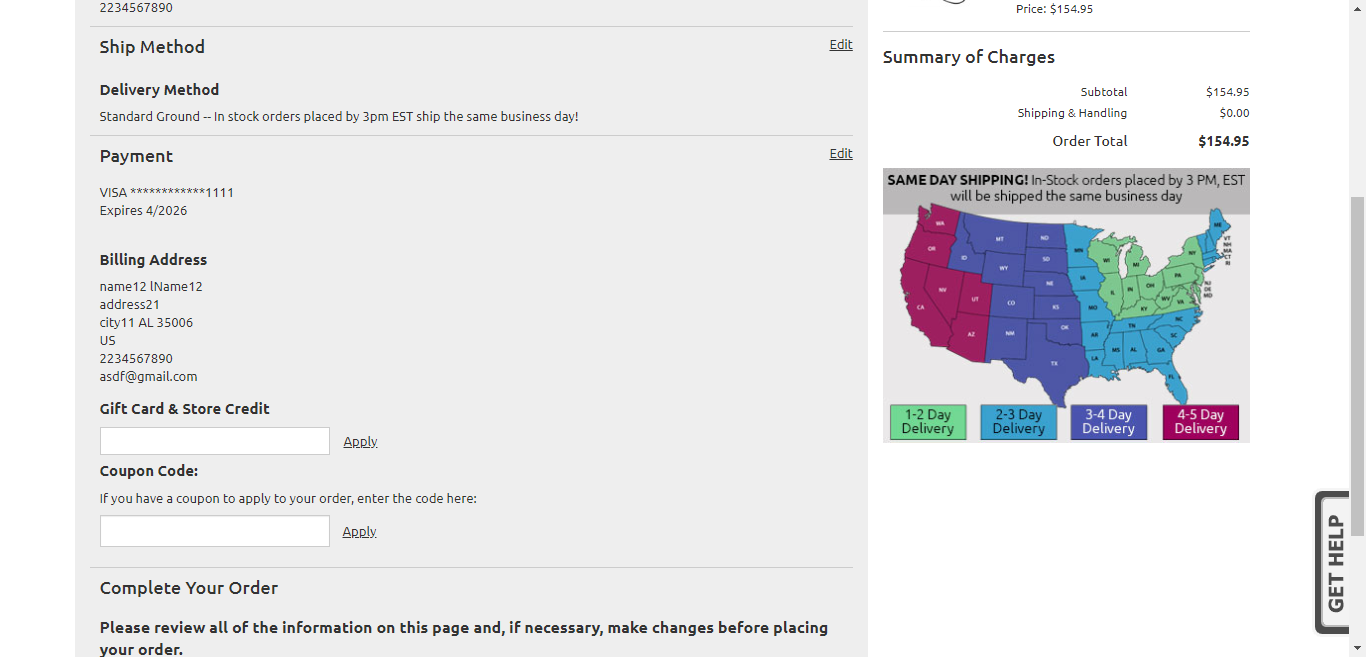 2234567890
Ship Method
Edit
Delivery Method
Standard Ground -- In stock orders placed by 3pm EST ship the same business day!
Payment
Edit
VISA ************1111
Expires 4/2026
Billing Address
name12 lName12
address21
city11 AL 35006
US
2234567890
asdf@gmail.com
Gift Card & Store Credit
Apply
Coupon Code:
If you have a coupon to apply to your order, enter the code here:
Apply
Complete Your Order
Please review all of the information on this page and, if necessary, make changes before placing
your order.
Price: $154.95
Summary of Charges
Subtotal $154.95
Shipping & Handling $0.00
Order Total $154.95
SAME DAY SHIPPING! In-Stock orders placed by 3 PM, EST
will be shipped the same business day
WA
OR
CA
NV
ID
UT
AZ
MT
WY
CO
NM
ND
SD
NE
KS
OK
TX
MN
IA
MO
AR
LA
WI
IL
MI
IN
OH
KY
TN
MS
AL
GA
FL
SC
NC
VA
WV
PA
NY
ME
VT
NH
MA
CT
RI
NJ
DE
MD
1-2 Day
Delivery
2-3 Day
Delivery
3-4 Day
Delivery
4-5 Day
Delivery
GET HELP